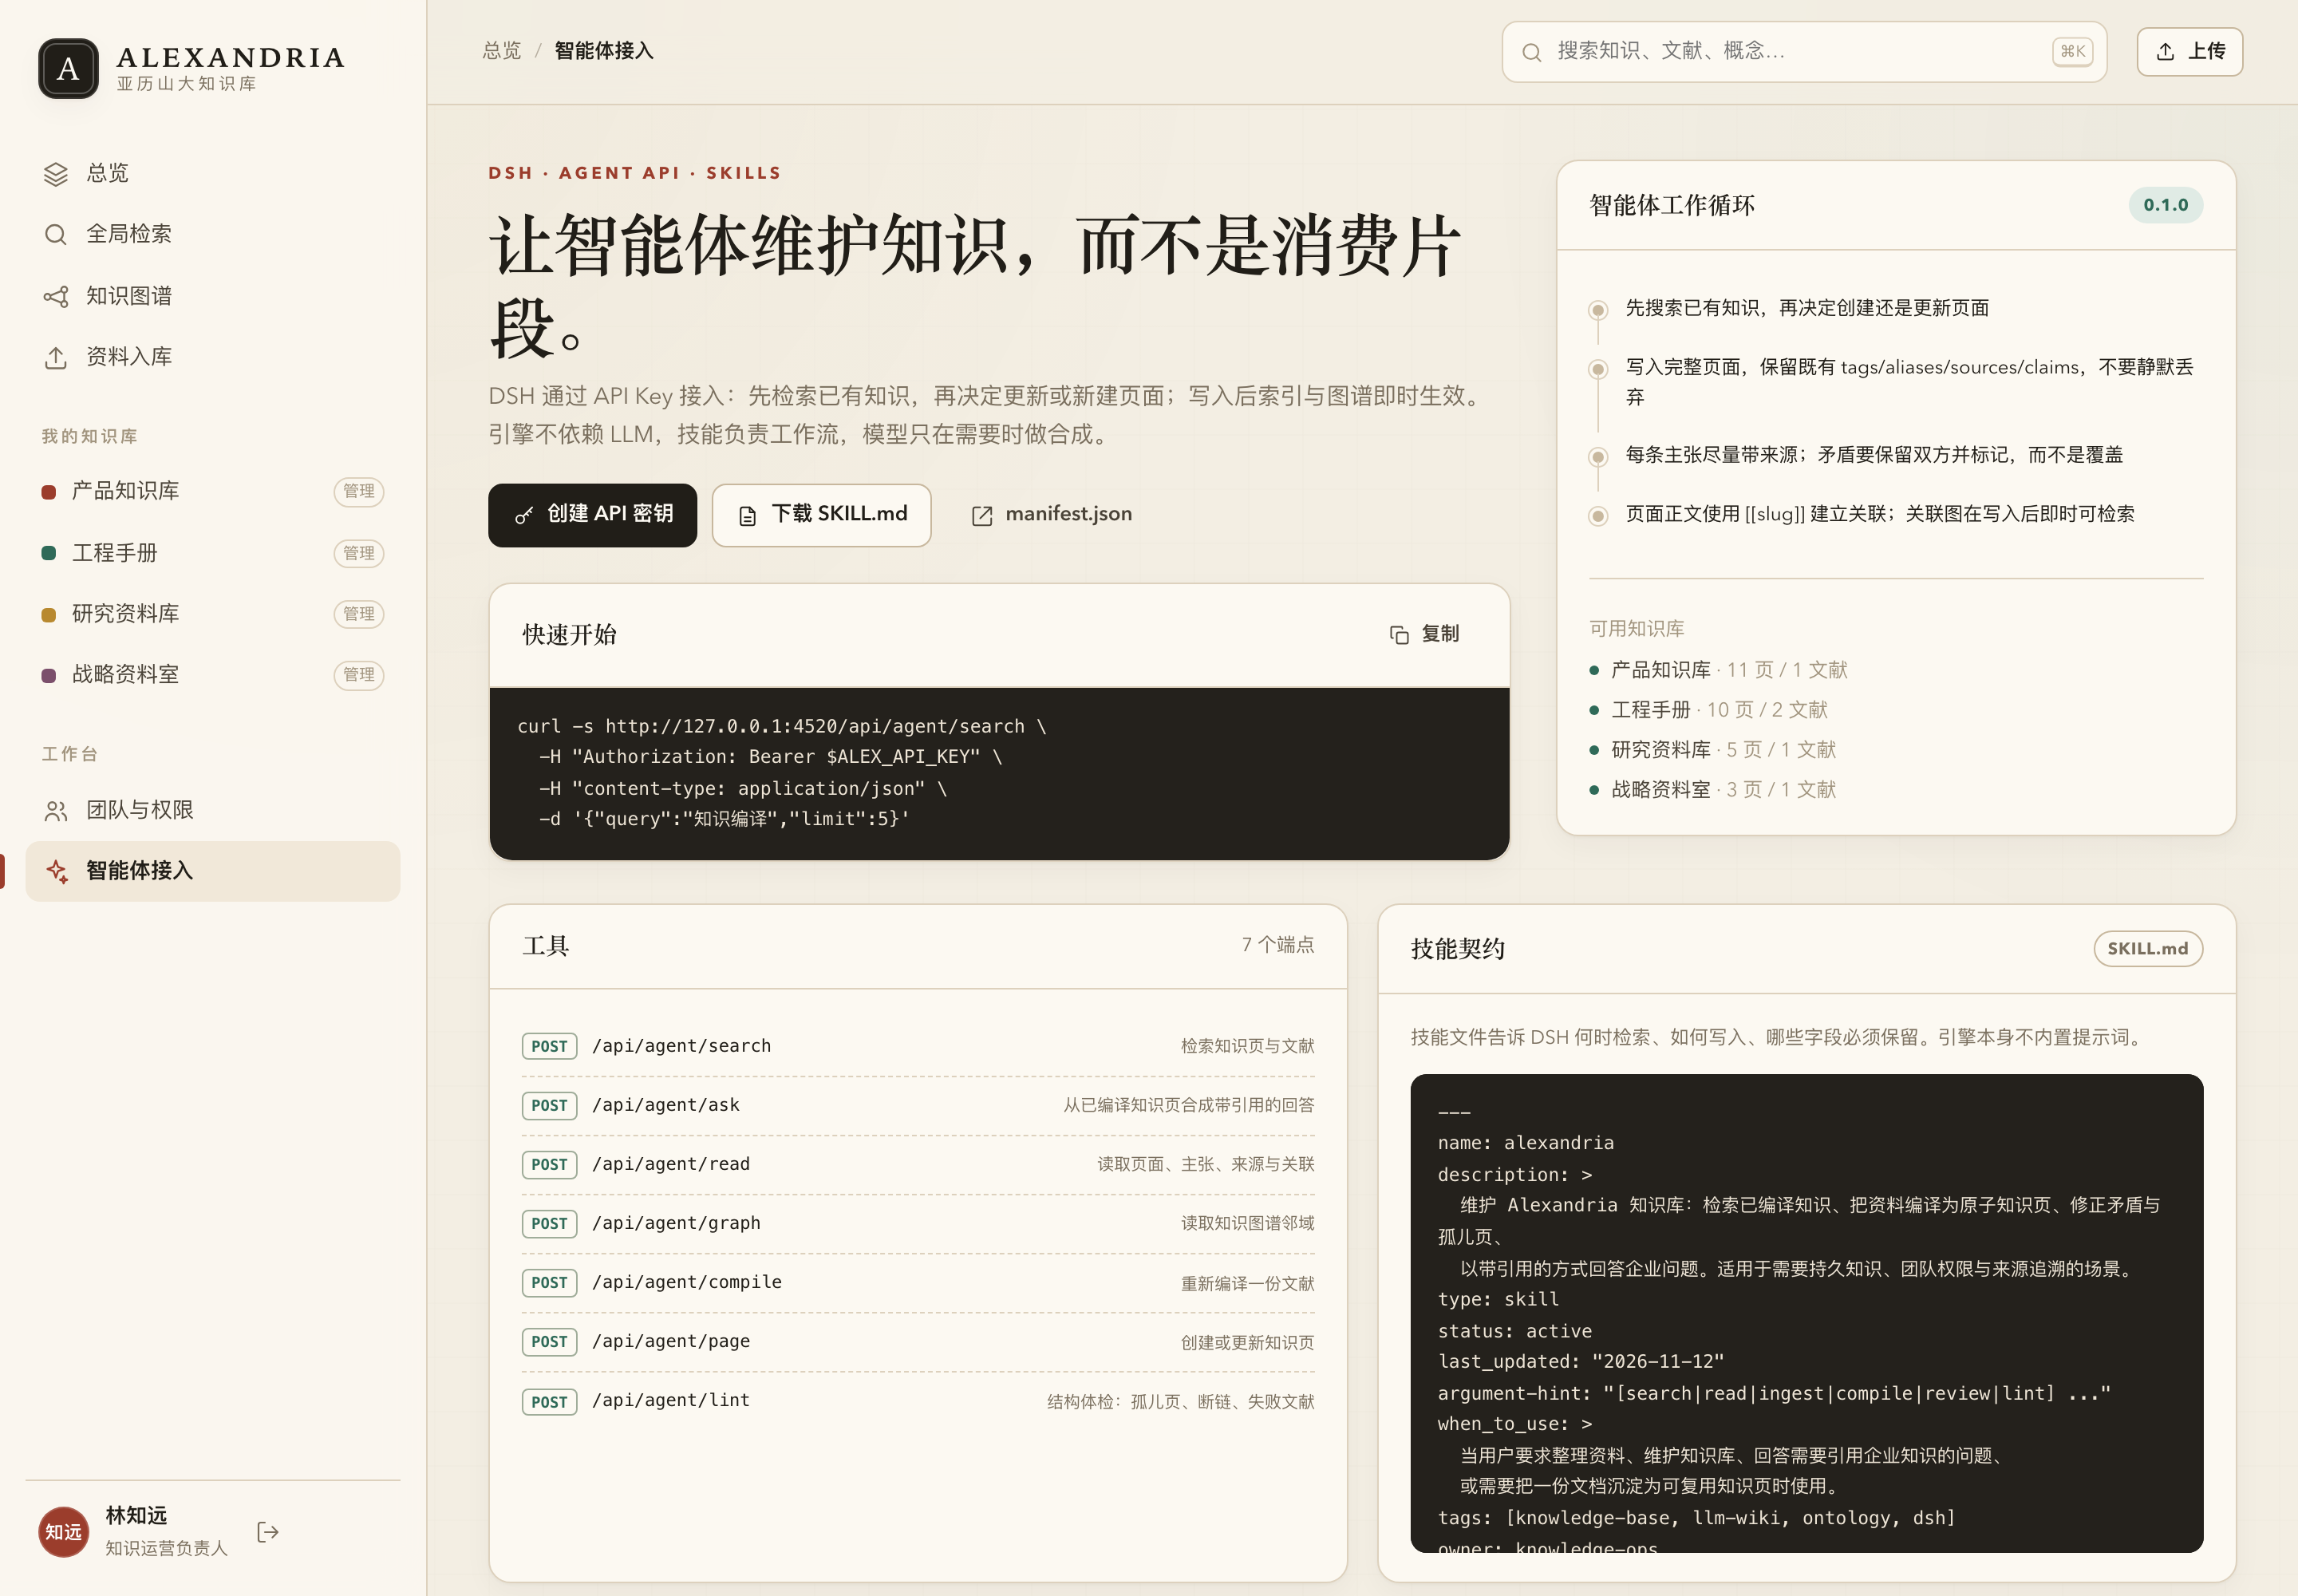 A
ALEXANDRIA
亚历山大知识库
总览
全局检索
知识图谱
资料入库
我的知识库
产品知识库 管理
工程手册 管理
研究资料库 管理
战略资料室 管理
工作台
团队与权限
智能体接入
知远
林知远
知识运营负责人
总览 / 智能体接入
搜索知识、文献、概念… ⌘K
上传
DSH · AGENT API · SKILLS
让智能体维护知识，而不是消费片
段。
DSH 通过 API Key 接入：先检索已有知识，再决定更新或新建页面；写入后索引与图谱即时生效。
引擎不依赖 LLM，技能负责工作流，模型只在需要时做合成。
创建 API 密钥
下载 SKILL.md
manifest.json
快速开始
复制
curl -s http://127.0.0.1:4520/api/agent/search \
-H "Authorization: Bearer $ALEX_API_KEY" \
-H "content-type: application/json" \
-d '{"query":"知识编译","limit":5}'
智能体工作循环
0.1.0
先搜索已有知识，再决定创建还是更新页面
写入完整页面，保留既有 tags/aliases/sources/claims，不要静默丢
弃
每条主张尽量带来源；矛盾要保留双方并标记，而不是覆盖
页面正文使用 [[slug]] 建立关联；关联图在写入后即时可检索
可用知识库
产品知识库 · 11 页 / 1 文献
工程手册 · 10 页 / 2 文献
研究资料库 · 5 页 / 1 文献
战略资料室 · 3 页 / 1 文献
工具
7 个端点
POST /api/agent/search 检索知识页与文献
POST /api/agent/ask 从已编译知识页合成带引用的回答
POST /api/agent/read 读取页面、主张、来源与关联
POST /api/agent/graph 读取知识图谱邻域
POST /api/agent/compile 重新编译一份文献
POST /api/agent/page 创建或更新知识页
POST /api/agent/lint 结构体检：孤儿页、断链、失败文献
技能契约
SKILL.md
技能文件告诉 DSH 何时检索、如何写入、哪些字段必须保留。引擎本身不内置提示词。
---
name: alexandria
description: >
维护 Alexandria 知识库：检索已编译知识、把资料编译为原子知识页、修正矛盾与
孤儿页、
以带引用的方式回答企业问题。适用于需要持久知识、团队权限与来源追溯的场景。
type: skill
status: active
last_updated: "2026-11-12"
argument-hint: "[search|read|ingest|compile|review|lint] ..."
when_to_use: >
当用户要求整理资料、维护知识库、回答需要引用企业知识的问题、
或需要把一份文档沉淀为可复用知识页时使用。
tags: [knowledge-base, llm-wiki, ontology, dsh]
owner: knowledge-ops